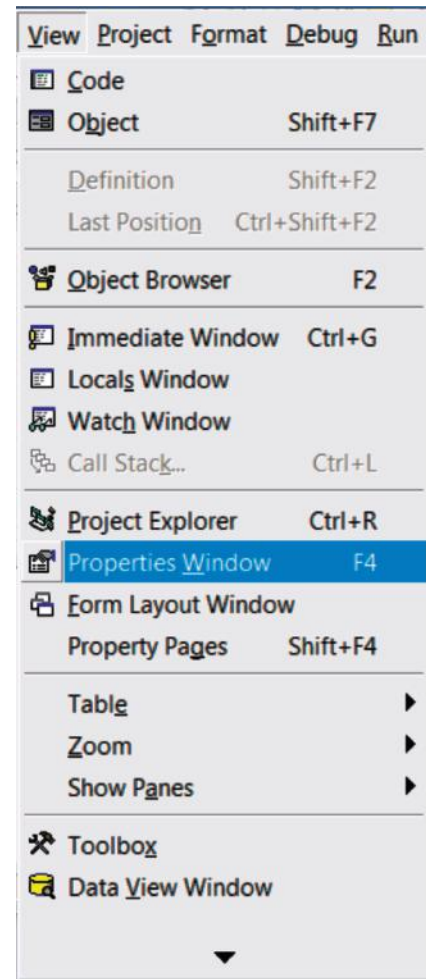 View Project Format Debug Run
Code
Object Shift+F7
Definition Shift+F2
Last Position Ctrl+Shift+F2
Object Browser F2
Immediate Window Ctrl+G
Locals Window
Watch Window
Call Stack... Ctrl+L
Project Explorer Ctrl+R
Properties Window F4
Form Layout Window
Property Pages Shift+F4
Table
Zoom
Show Panes
Toolbox
Data View Window